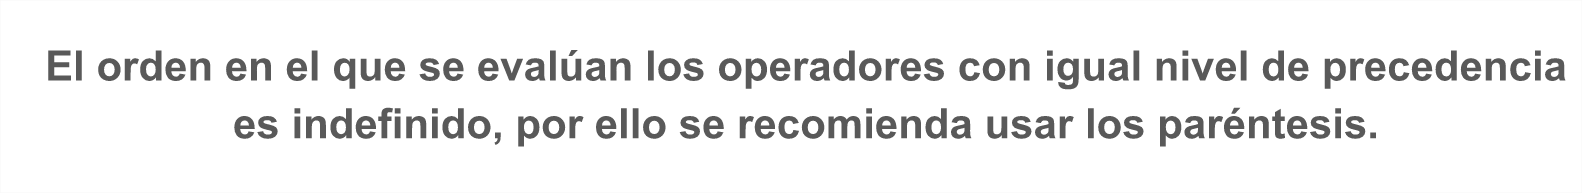 El orden en el que se evalúan los operadores con igual nivel de precedencia
es indefinido, por ello se recomienda usar los paréntesis.